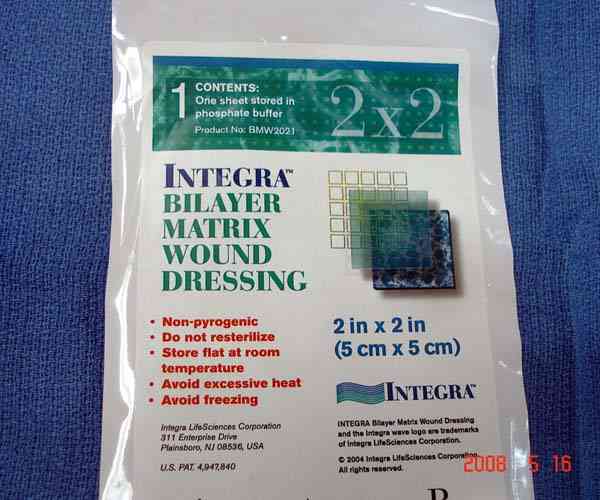 1 CONTENTS:
One sheet stored in
phosphate buffer
Product No: BMW2021
2x2
INTEGRA™
BILAYER
MATRIX
WOUND
DRESSING
• Non-pyrogenic
• Do not resterilize
• Store flat at room
temperature
• Avoid excessive heat
• Avoid freezing
2 in x 2 in
(5 cm x 5 cm)
INTEGRA™
Integra LifeSciences Corporation
311 Enterprise Drive
Plainsboro, NJ 08536, USA
U.S. PAT. 4,947,840
INTEGRA Bilayer Matrix Wound Dressing
and the Integra wave logo are trademarks
of Integra LifeSciences Corporation.
© 2004 Integra LifeSciences Corporation.
All rights reserved.
2008 5 16